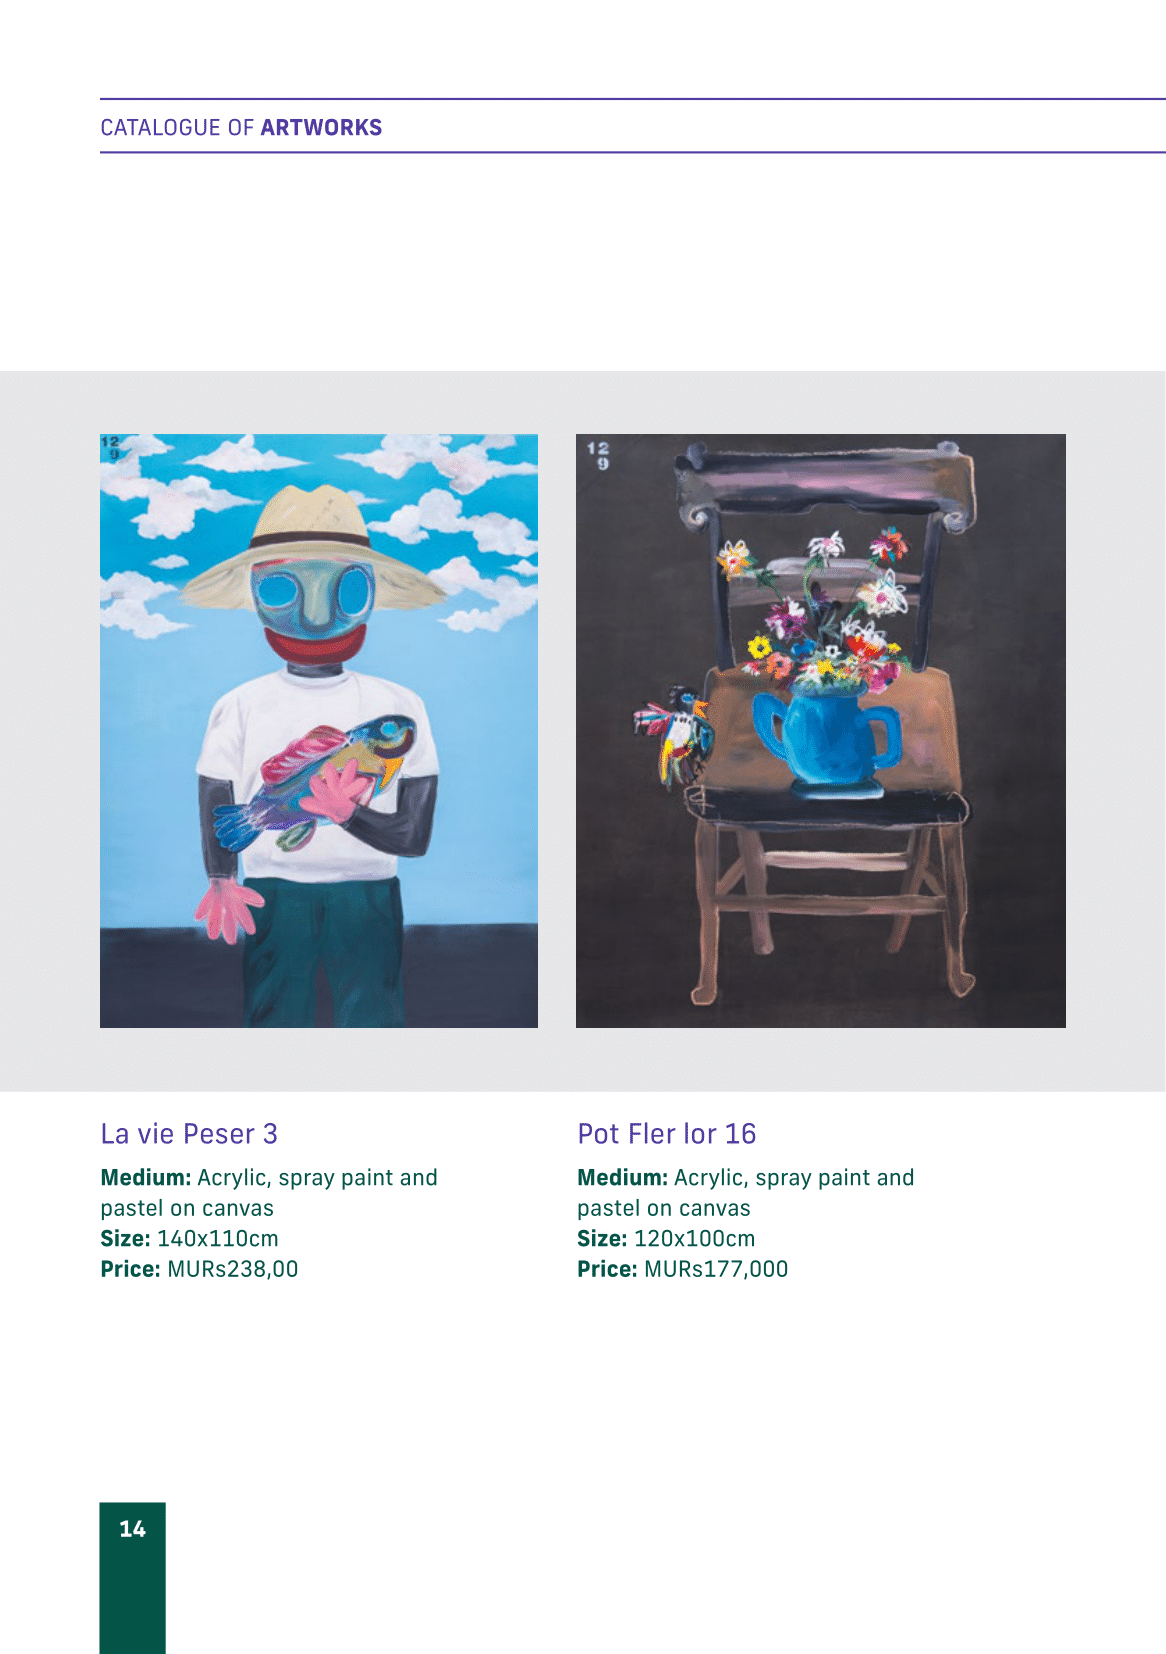 CATALOGUE OF ARTWORKS
12
9
12
9
La vie Peser 3
Medium: Acrylic, spray paint and
pastel on canvas
Size: 140x110cm
Price: MURs238,00
Pot Fler lor 16
Medium: Acrylic, spray paint and
pastel on canvas
Size: 120x100cm
Price: MURs177,000
14